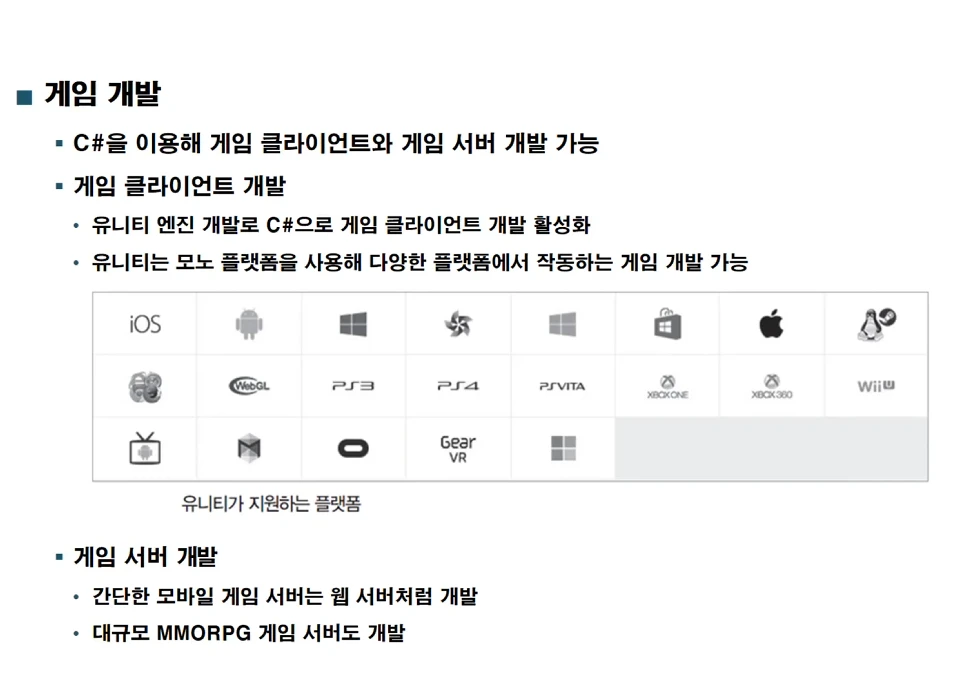 게임 개발
C#을 이용해 게임 클라이언트와 게임 서버 개발 가능
게임 클라이언트 개발
유니티 엔진 개발로 C#으로 게임 클라이언트 개발 활성화
유니티는 모노 플랫폼을 사용해 다양한 플랫폼에서 작동하는 게임 개발 가능
iOS
WebGL PS3 PS4 PSVITA XBOX ONE XBOX 360 Wii U
Gear
VR
유니티가 지원하는 플랫폼
게임 서버 개발
간단한 모바일 게임 서버는 웹 서버처럼 개발
대규모 MMORPG 게임 서버도 개발